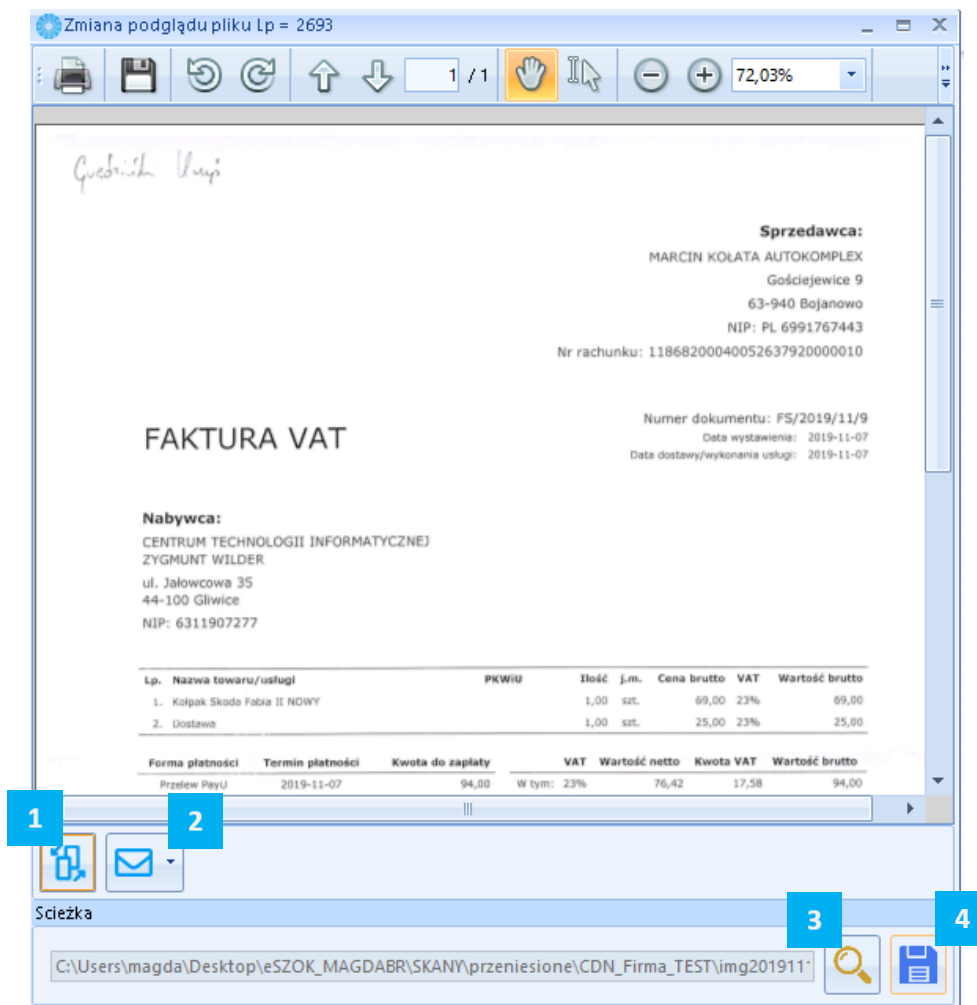 Zmiana podglądu pliku Lp = 2693
1 / 1 72,03%
Sprzedawca:
MARCIN KOŁATA AUTOKOMPLEX
Gościejewice 9
63-940 Bojanowo
NIP: PL 6991767443
Nr rachunku: 11868200040052637920000010
Numer dokumentu: FS/2019/11/9
FAKTURA VAT
Data wystawienia: 2019-11-07
Data dostawy/wykonania usługi: 2019-11-07
Nabywca:
CENTRUM TECHNOLOGII INFORMATYCZNEJ
ZYGMUNT WILDER
ul. Jałowcowa 35
44-100 Gliwice
NIP: 6311907277
Lp. Nazwa towaru/usługi PKWiU Ilość j.m. Cena brutto VAT Wartość brutto
1. Kołpak Skoda Fabia II NOWY 1,00 szt. 69,00 23% 69,00
2. Dostawa 1,00 szt. 25,00 23% 25,00
Forma płatności Termin płatności Kwota do zapłaty VAT Wartość netto Kwota VAT Wartość brutto
Przelew PayU 2019-11-07 94,00 W tym: 23% 76,42 17,58 94,00
1 2
Scieżka
3 4
C:\Users\magda\Desktop\eSZOK_MAGDABR\SKANY\przeniesione\CDN_Firma_TEST\img201911